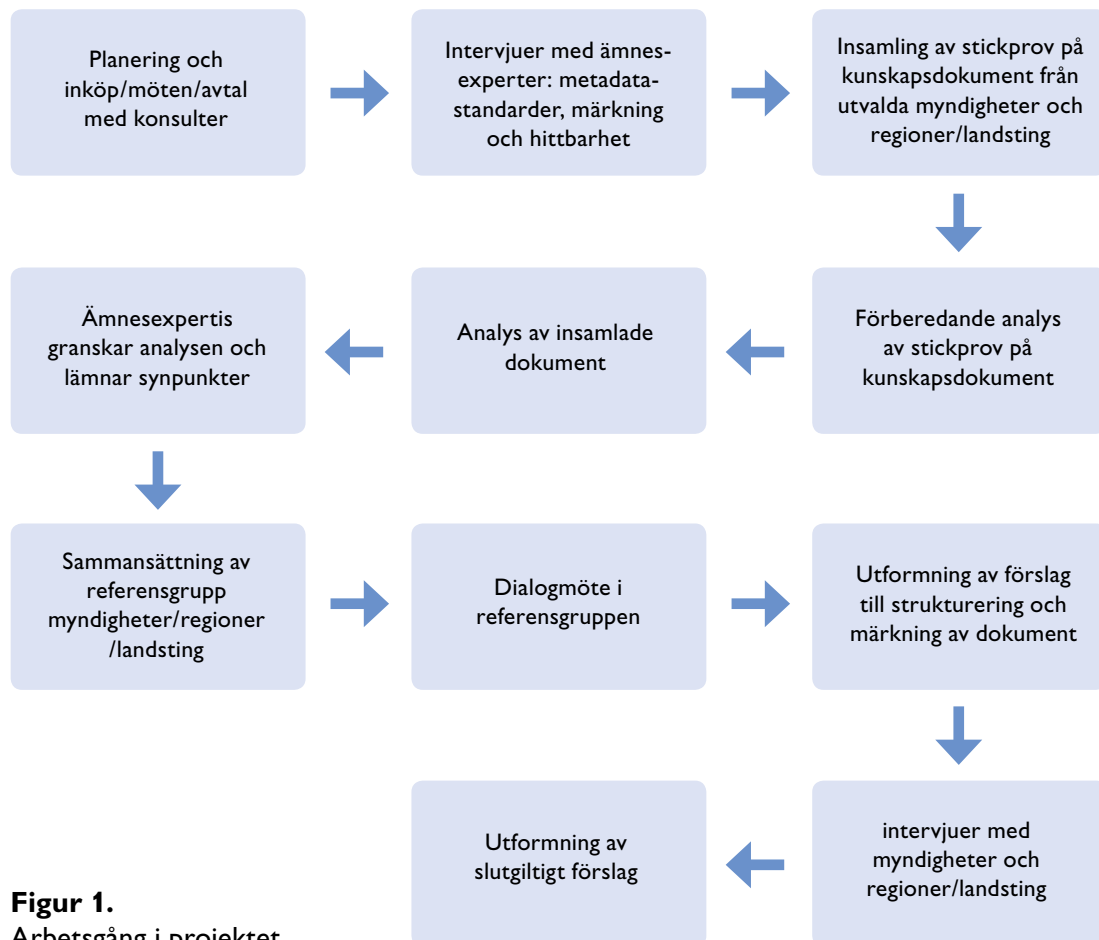 Planering och
inköp/möten/avtal
med konsulter
Intervjuer med ämnes-
experter: metadata-
standarder, märkning
och hittbarhet
Insamling av stickprov på
kunskapsdokument från
utvalda myndigheter och
regioner/landsting
Förberedande analys
av stickprov på
kunskapsdokument
Analys av insamlade
dokument
Ämnesexpertis
granskar analysen och
lämnar synpunkter
Sammansättning av
referensgrupp
myndigheter/regioner
/landsting
Dialogmöte i
referensgruppen
Utformning av förslag
till strukturering och
märkning av dokument
intervjuer med
myndigheter och
regioner/landsting
Utformning av
slutgiltigt förslag
Figur 1.
Arbetsgång i projektet